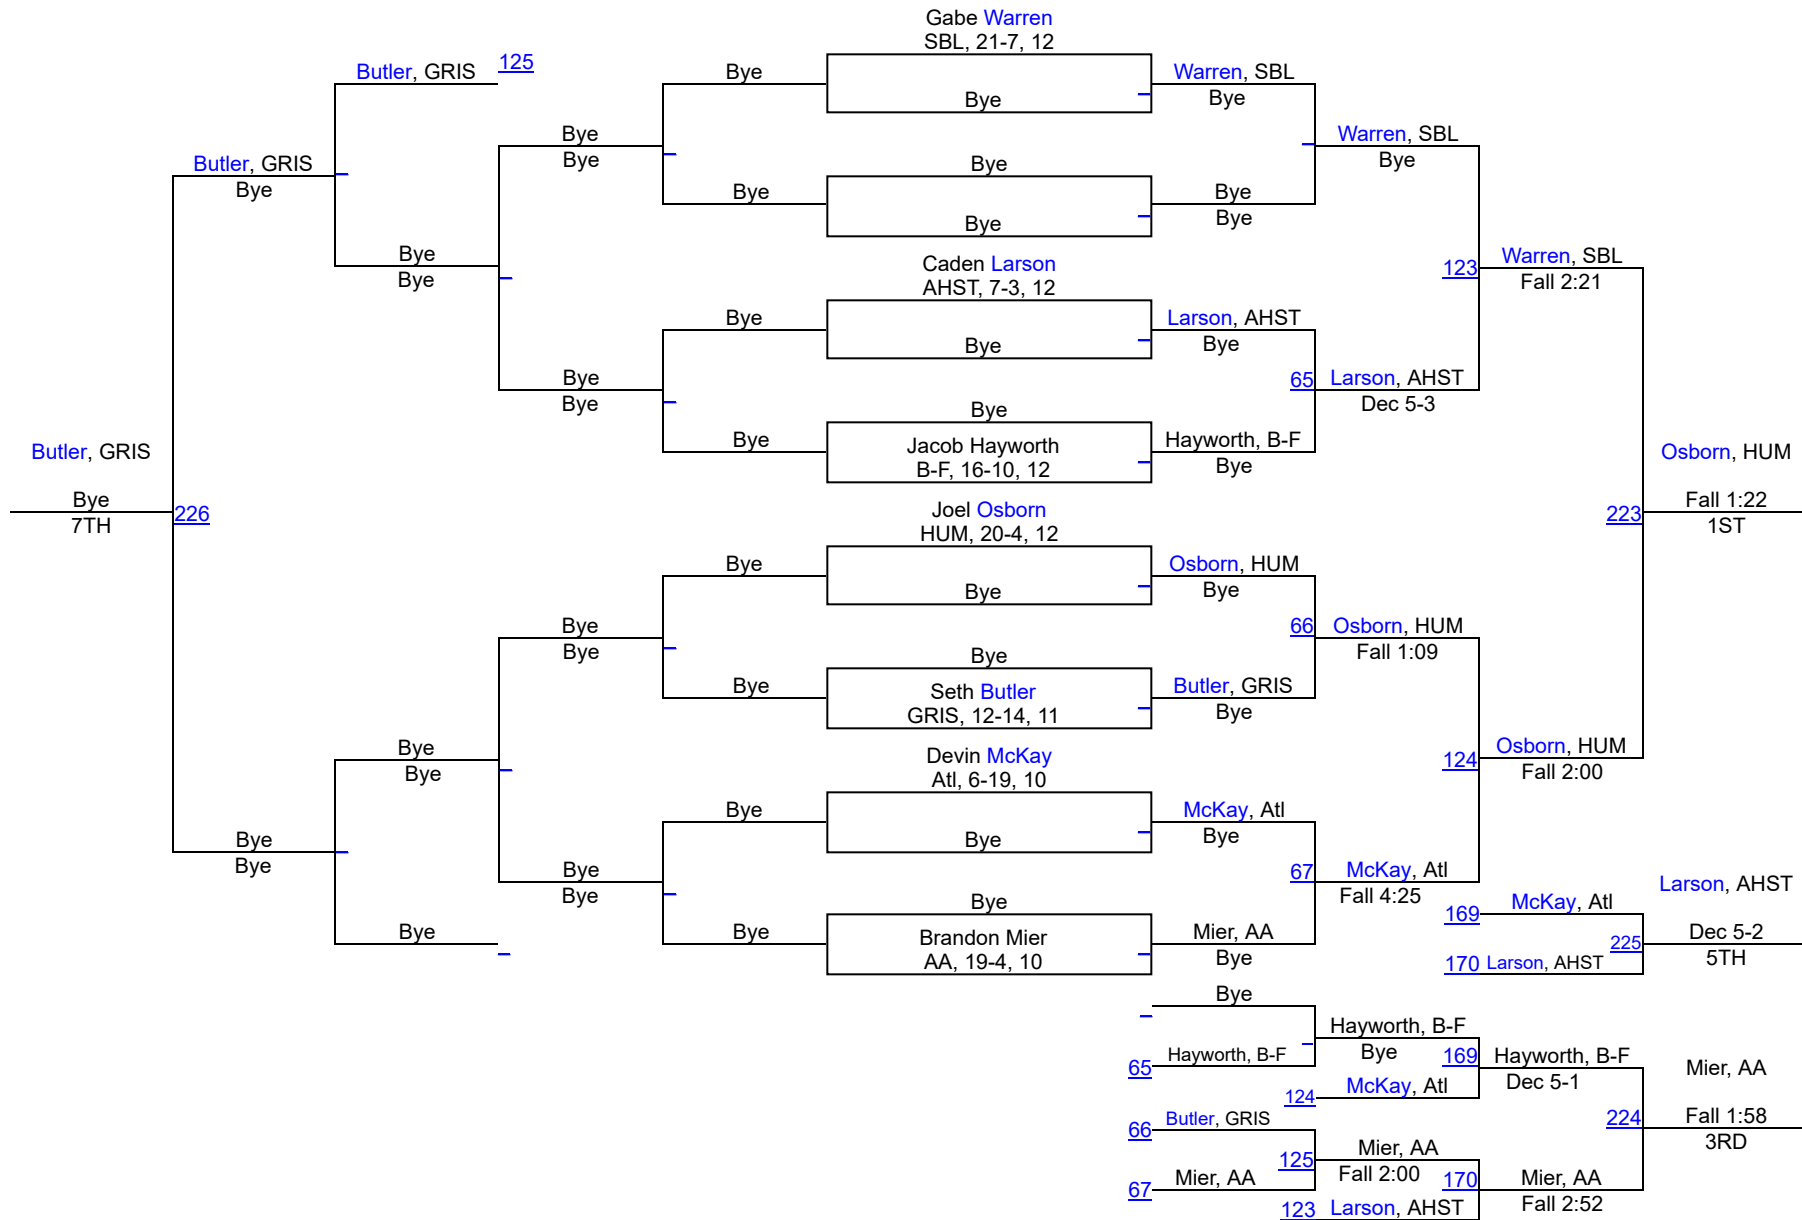 Gabe Warren
SBL, 21-7, 12
Butler, GRIS
125
Bye
Bye
Warren, SBL
Bye
Bye
Bye
Warren, SBL
Bye
Butler, GRIS
Bye
Bye
Bye
Bye
Bye
Bye
Bye
Bye
Bye
Caden Larson
AHST, 7-3, 12
123
Warren, SBL
Fall 2:21
Bye
Bye
Larson, AHST
Bye
Bye
Bye
65
Larson, AHST
Dec 5-3
Bye
Bye
Jacob Hayworth
B-F, 16-10, 12
Hayworth, B-F
Bye
Butler, GRIS
Bye
7TH
226
Osborn, HUM
Fall 1:22
1ST
223
Joel Osborn
HUM, 20-4, 12
Bye
Bye
Osborn, HUM
Bye
Bye
Bye
66
Osborn, HUM
Fall 1:09
Bye
Bye
Seth Butler
GRIS, 12-14, 11
Butler, GRIS
Bye
Bye
Bye
Devin McKay
Atl, 6-19, 10
124
Osborn, HUM
Fall 2:00
Bye
Bye
McKay, Atl
Bye
Bye
Bye
Bye
Bye
67
McKay, Atl
Fall 4:25
Bye
Bye
Bye
Brandon Mier
AA, 19-4, 10
Mier, AA
Bye
169
McKay, Atl
170
Larson, AHST
225
Larson, AHST
Dec 5-2
5TH
Bye
65
Hayworth, B-F
Hayworth, B-F
Bye
124
McKay, Atl
169
Hayworth, B-F
Dec 5-1
66
Butler, GRIS
67
Mier, AA
125
Mier, AA
Fall 2:00
123
Larson, AHST
170
Mier, AA
Fall 2:52
224
Mier, AA
Fall 1:58
3RD